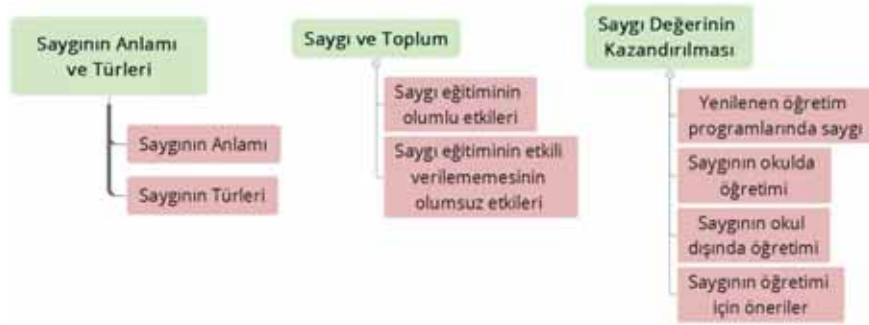 Saygının Anlamı
ve Türleri
Saygının Anlamı
Saygının Türleri
Saygı ve Toplum
Saygı eğitiminin
olumlu etkileri
Saygı eğitiminin etkili
verilememesinin
olumsuz etkileri
Saygı Değerinin
Kazandırılması
Yenilenen öğretim
programlarında saygı
Saygının okulda
öğretimi
Saygının okul
dışında öğretimi
Saygının öğretimi
için öneriler